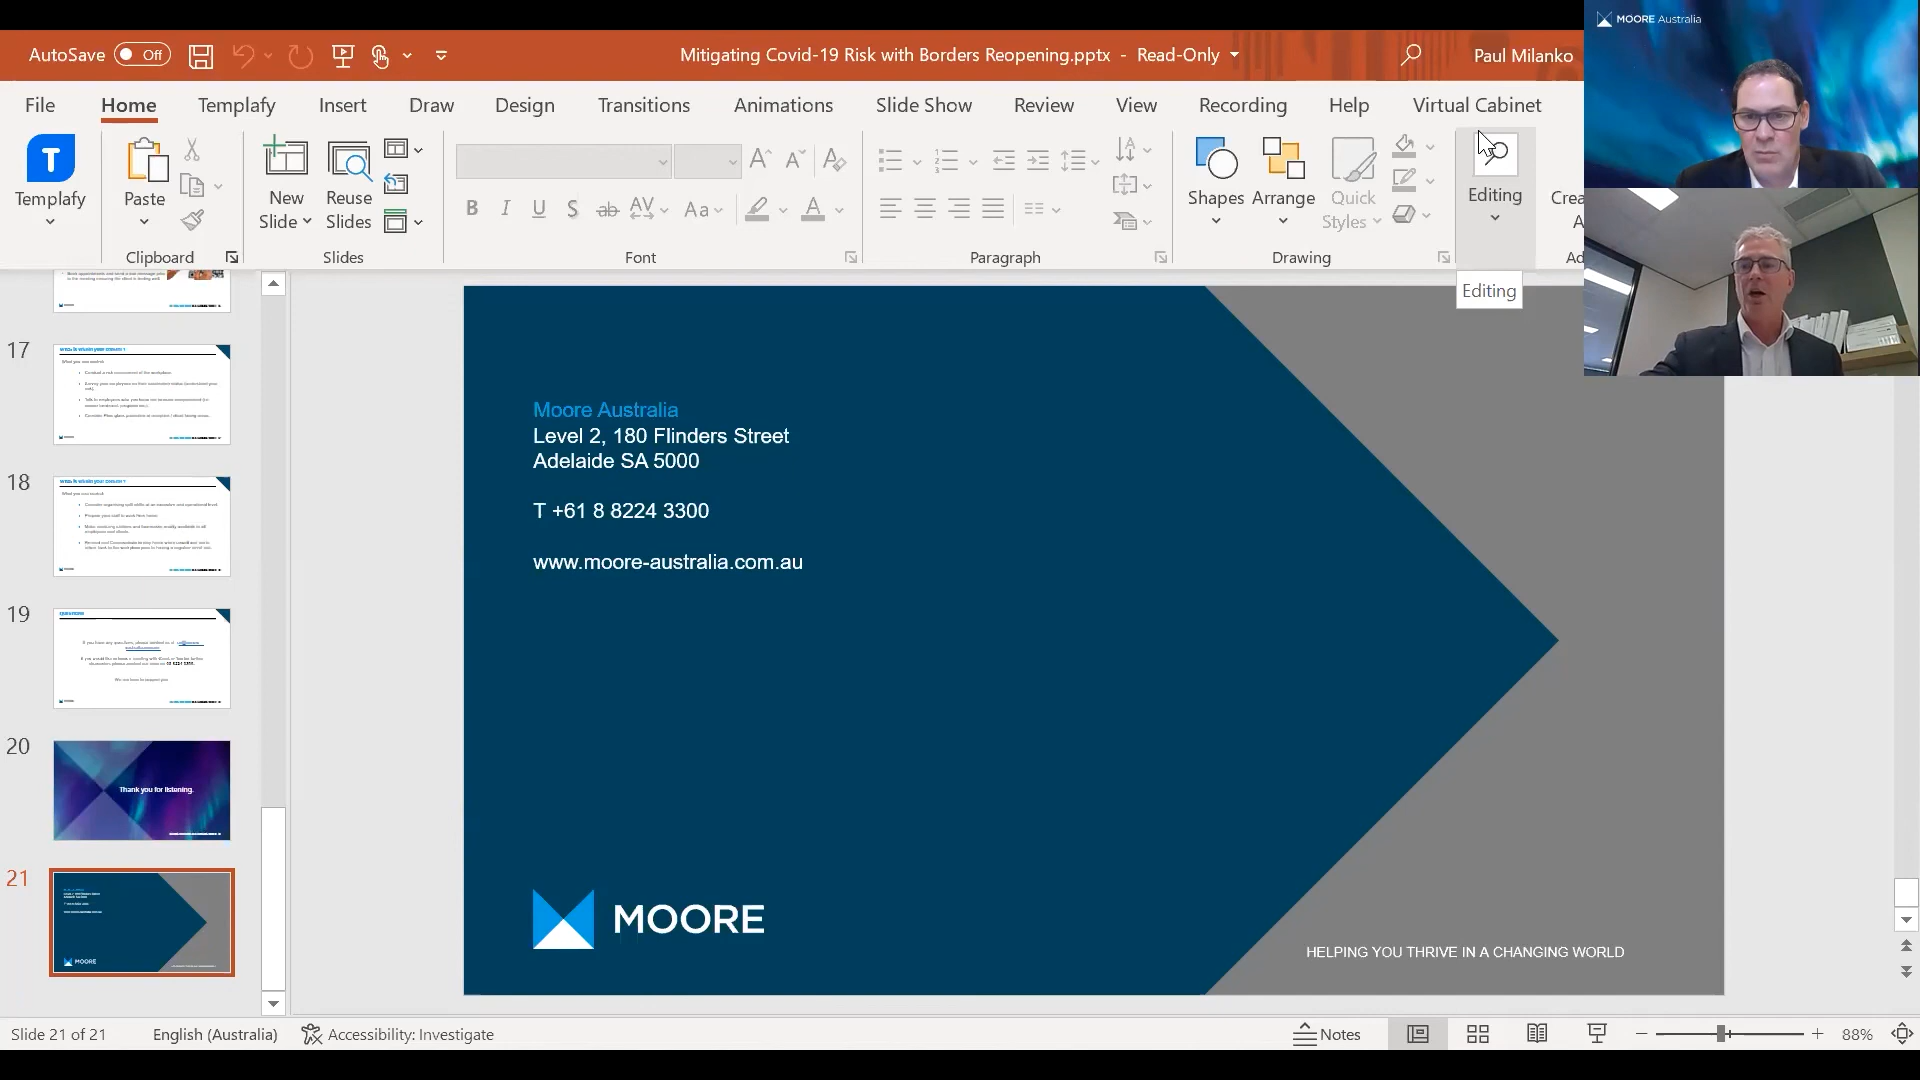 MOORE Australia
AutoSave Off
Mitigating Covid-19 Risk with Borders Reopening.pptx - Read-Only
Paul Milanko
File Home Templafy Insert Draw Design Transitions Animations Slide Show Review View Recording Help Virtual Cabinet
Templafy
Paste
New Slide
Reuse Slides
Shapes
Arrange
Quick Styles
Editing
Clipboard
Slides
Font
Paragraph
Drawing
Editing
17
18
19
20
Thank you for listening.
21
MOORE
Moore Australia
Level 2, 180 Flinders Street
Adelaide SA 5000
T +61 8 8224 3300
www.moore-australia.com.au
MOORE
HELPING YOU THRIVE IN A CHANGING WORLD
Slide 21 of 21
English (Australia)
Accessibility: Investigate
Notes
88%